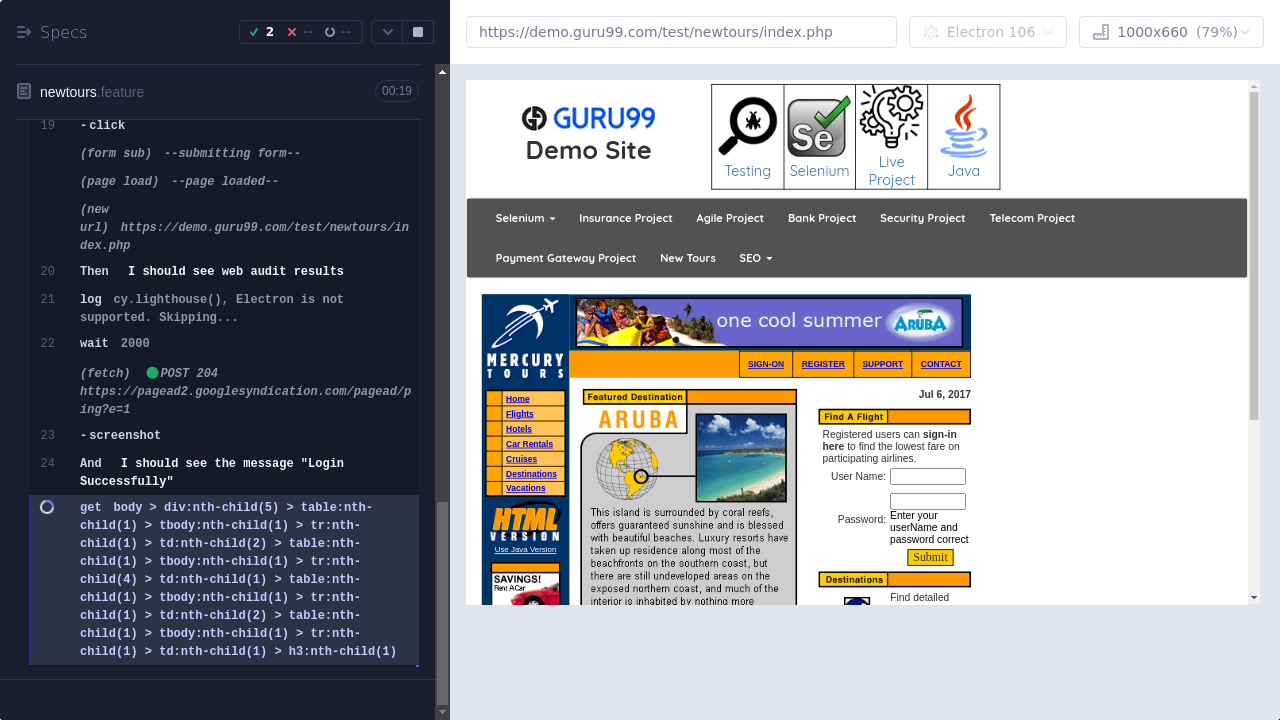 Specs
2
--
--
newtours.feature
00:19
19 -click
(form sub) --submitting form--
(page load) --page loaded--
(new
url) https://demo.guru99.com/test/newtours/in
dex.php
20 Then I should see web audit results
21 log cy.lighthouse(), Electron is not
supported. Skipping...
22 wait 2000
(fetch) POST 204
https://pagead2.googlesyndication.com/pagead/p
ing?e=1
23 -screenshot
24 And I should see the message "Login
Successfully"
get body > div:nth-child(5) > table:nth-
child(1) > tbody:nth-child(1) > tr:nth-
child(1) > td:nth-child(2) > table:nth-
child(1) > tbody:nth-child(1) > tr:nth-
child(4) > td:nth-child(1) > table:nth-
child(1) > tbody:nth-child(1) > tr:nth-
child(1) > td:nth-child(2) > table:nth-
child(1) > tbody:nth-child(1) > tr:nth-
child(1) > td:nth-child(1) > h3:nth-child(1)
https://demo.guru99.com/test/newtours/index.php
Electron 106
1000x660 (79%)
GURU99
Demo Site
Testing
Se
Selenium
Live
Project
Java
Selenium Insurance Project Agile Project Bank Project Security Project Telecom Project
Payment Gateway Project New Tours SEO
MERCURY
TOURS
one cool summer
ARUBA
SIGN-ON REGISTER SUPPORT CONTACT
Home
Flights
Hotels
Car Rentals
Cruises
Destinations
Vacations
HTML
VERSION
Use Java Version
SAVINGS!
Rent A Car
Featured Destination
ARUBA
This island is surrounded by coral reefs,
offers guaranteed sunshine and is blessed
with beautiful beaches. Luxury resorts have
taken up residence along most of the
beachfronts on the southern coast, but
there are still undeveloped areas on the
northern coast, and much of the
interior is inhabited by nothing more
Jul 6, 2017
Find A Flight
Registered users can sign-in
here to find the lowest fare on
participating airlines.
User Name:
Password:
Enter your
userName and
password correct
Submit
Destinations
Find detailed